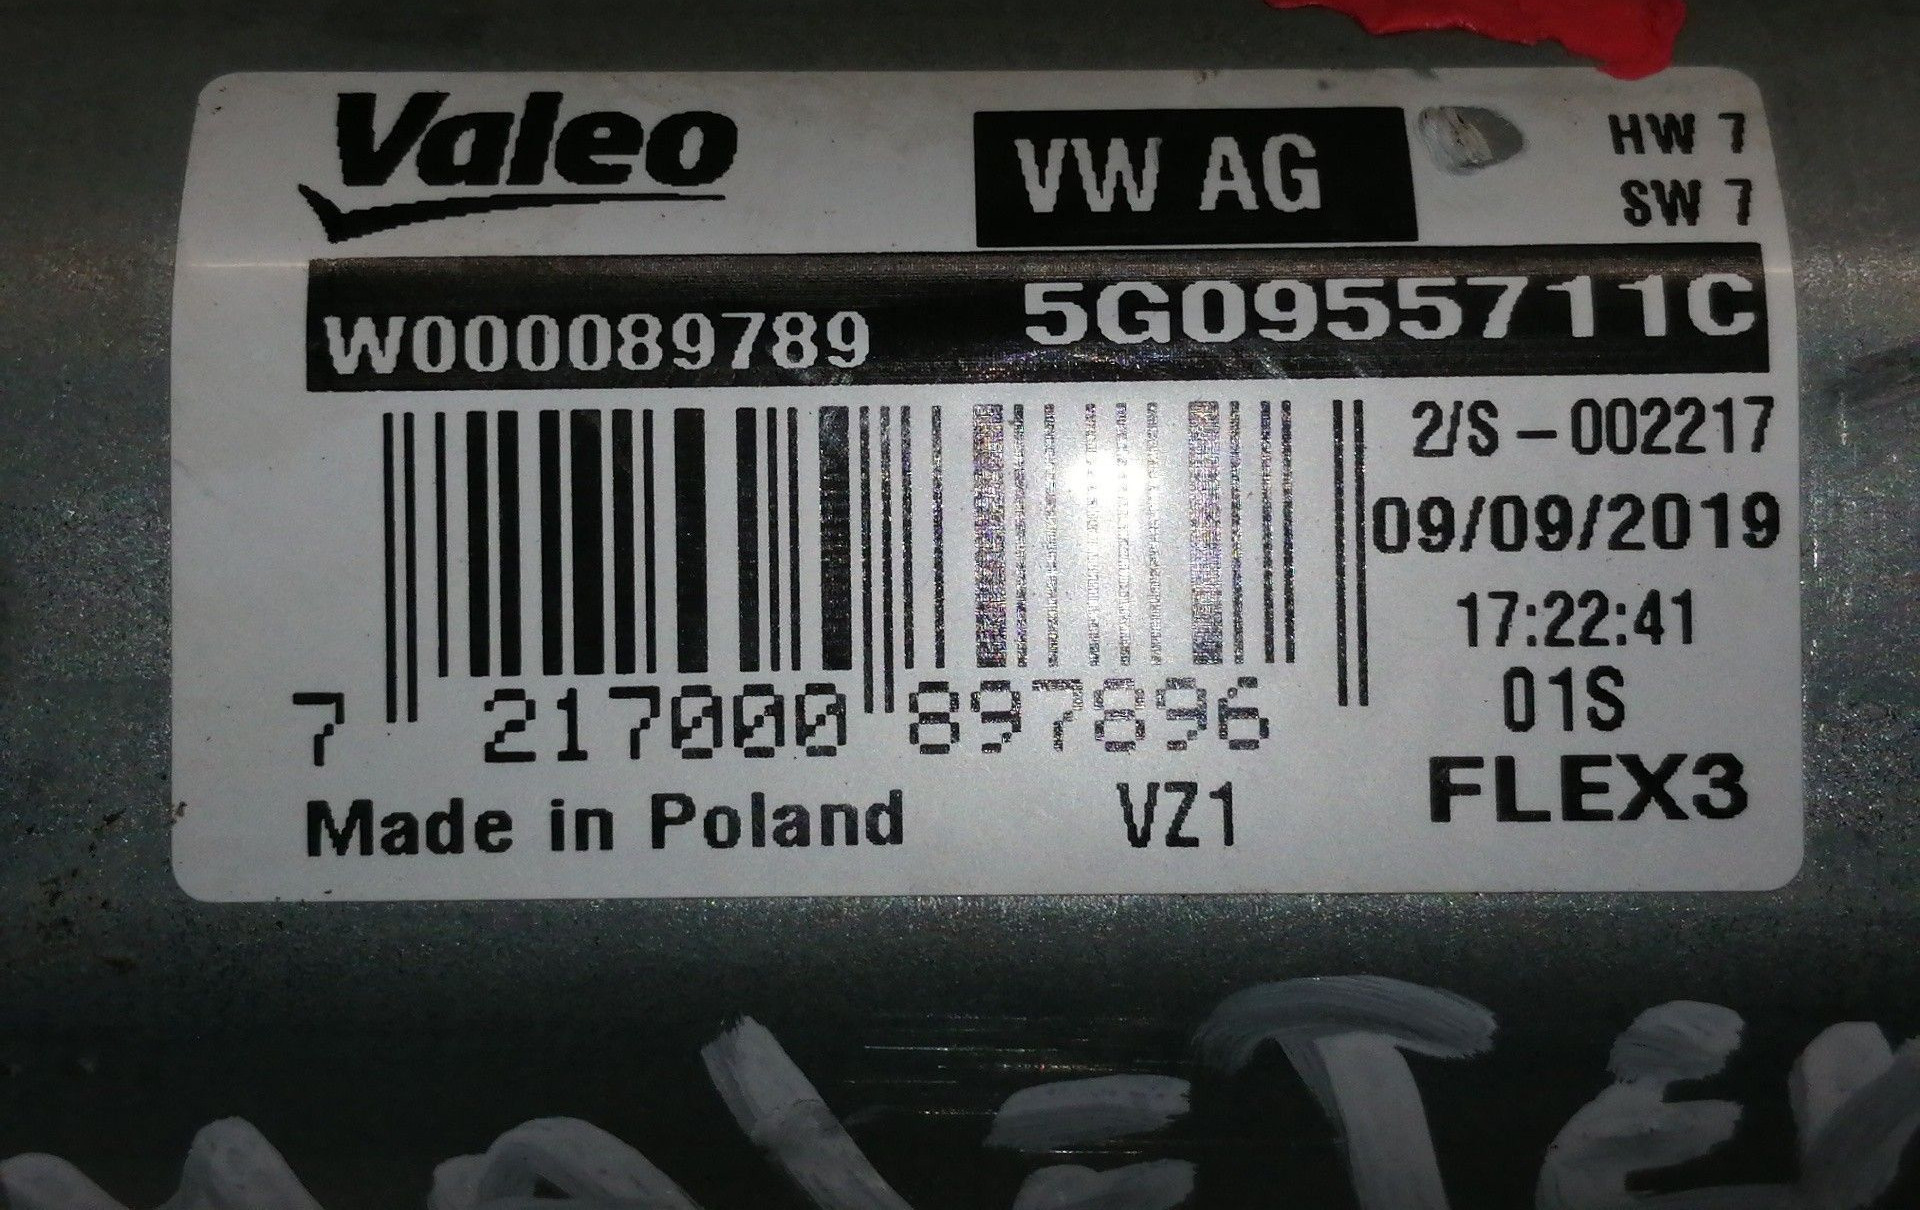 Valeo
VW AG
HW 7
SW 7
W000089789
5G0955711C
2/S – 002217
09/09/2019
17:22:41
01S
7 217000 897896
FLEX3
Made in Poland
VZ1